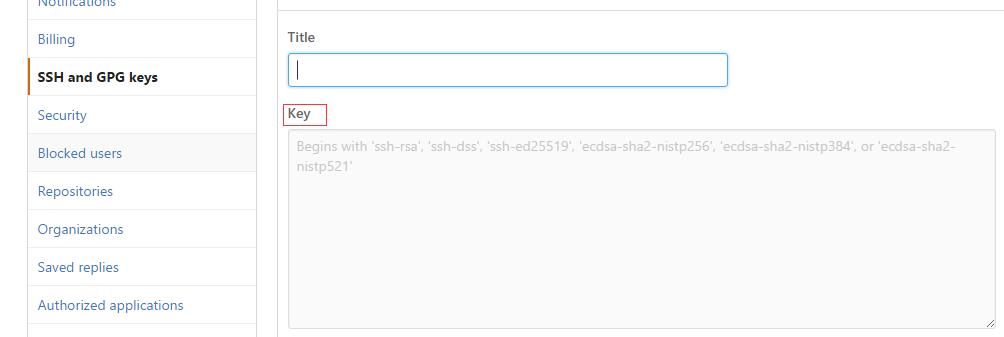 Notifications
Billing
SSH and GPG keys
Security
Blocked users
Repositories
Organizations
Saved replies
Authorized applications
Title
Key
Begins with 'ssh-rsa', 'ssh-dss', 'ssh-ed25519', 'ecdsa-sha2-nistp256', 'ecdsa-sha2-nistp384', or 'ecdsa-sha2-
nistp521'